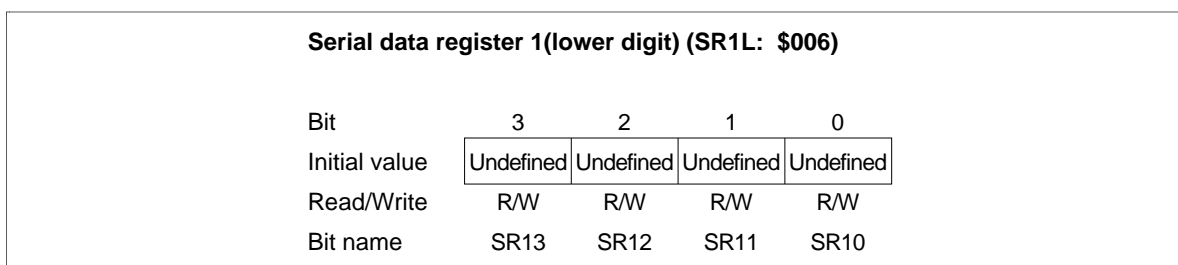 Serial data register 1(lower digit) (SR1L: $006)
Bit 3 2 1 0
Initial value Undefined Undefined Undefined Undefined
Read/Write R/W R/W R/W R/W
Bit name SR13 SR12 SR11 SR10